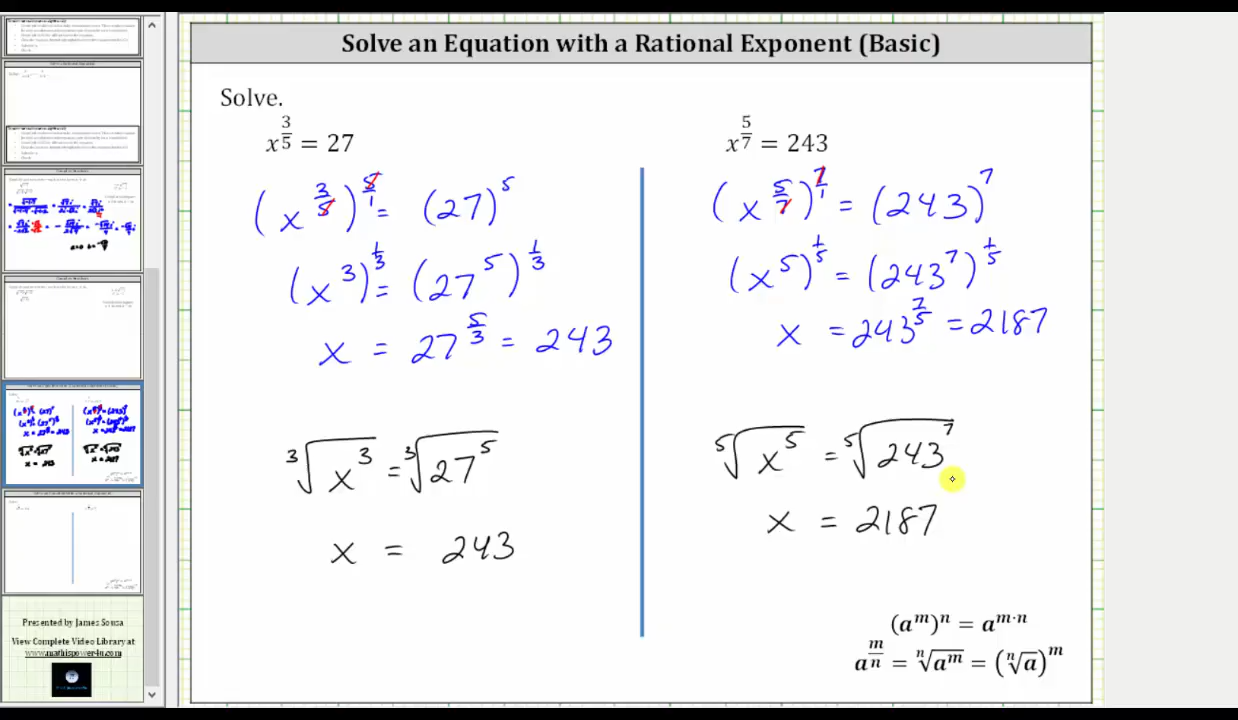 Solve an Equation with a Rational Exponent (Basic)
Solve.
x^(3/5) = 27
(x^(3/5))^(5/1) = (27)^5
(x^3)^(1/3) = (27^5)^(1/3)
x = 27^(5/3) = 243
∛(x^3) = ∛(27^5)
x = 243
x^(5/7) = 243
(x^(5/7))^(7/1) = (243)^7
(x^5)^(1/5) = (243^7)^(1/5)
x = 243^(7/5) = 2187
⁵√(x^5) = ⁵√(243^7)
x = 2187
(a^m)^n = a^(m·n)
a^(m/n) = ⁿ√(a^m) = (ⁿ√a)^m
Presented by James Sousa
View Complete Video Library at
www.mathispower4u.com